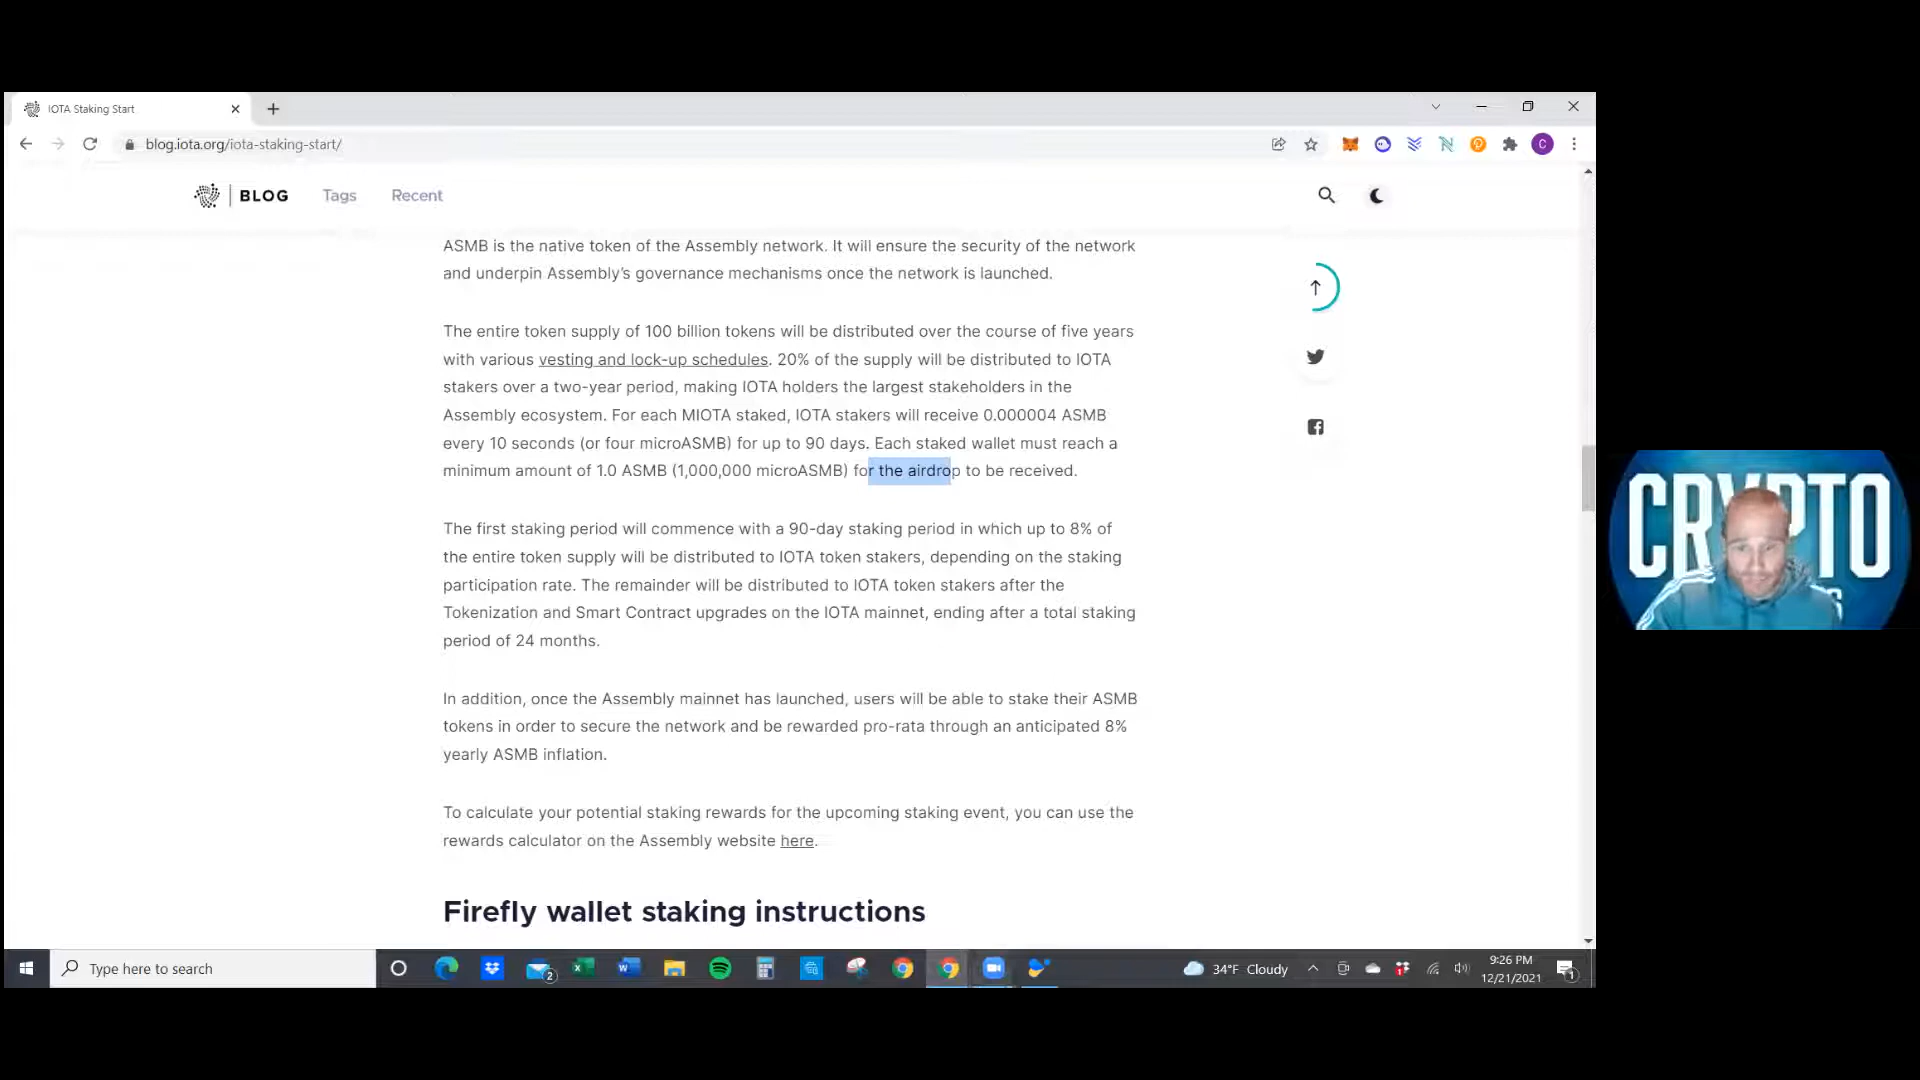 IOTA Staking Start
blog.iota.org/iota-staking-start/
C
BLOG
Tags
Recent
ASMB is the native token of the Assembly network. It will ensure the security of the network
and underpin Assembly’s governance mechanisms once the network is launched.
The entire token supply of 100 billion tokens will be distributed over the course of five years
with various vesting and lock-up schedules. 20% of the supply will be distributed to IOTA
stakers over a two-year period, making IOTA holders the largest stakeholders in the
Assembly ecosystem. For each MIOTA staked, IOTA stakers will receive 0.000004 ASMB
every 10 seconds (or four microASMB) for up to 90 days. Each staked wallet must reach a
minimum amount of 1.0 ASMB (1,000,000 microASMB) for the airdrop to be received.
The first staking period will commence with a 90-day staking period in which up to 8% of
the entire token supply will be distributed to IOTA token stakers, depending on the staking
participation rate. The remainder will be distributed to IOTA token stakers after the
Tokenization and Smart Contract upgrades on the IOTA mainnet, ending after a total staking
period of 24 months.
In addition, once the Assembly mainnet has launched, users will be able to stake their ASMB
tokens in order to secure the network and be rewarded pro-rata through an anticipated 8%
yearly ASMB inflation.
To calculate your potential staking rewards for the upcoming staking event, you can use the
rewards calculator on the Assembly website here.
Firefly wallet staking instructions
Type here to search
2
34°F Cloudy
9:26 PM
12/21/2021
1